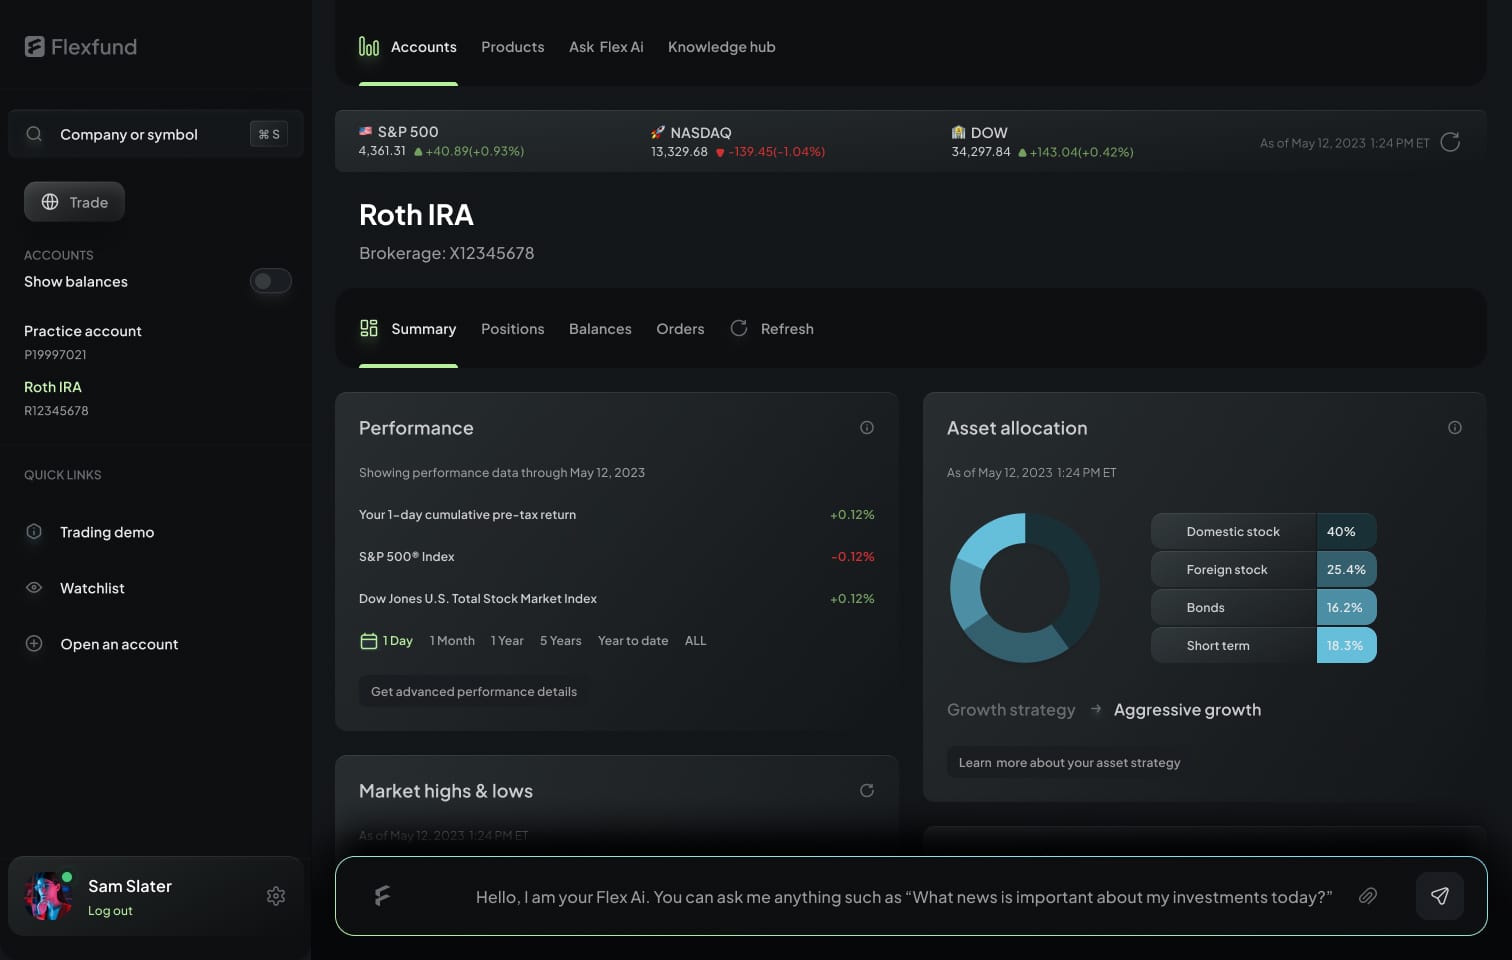 Flexfund
Company or symbol
⌘ S
Trade
ACCOUNTS
Show balances
Practice account
P19997021
Roth IRA
R12345678
QUICK LINKS
Trading demo
Watchlist
Open an account
Sam Slater
Log out
Accounts Products Ask Flex Ai Knowledge hub
S&P 500
4,361.31 +40.89(+0.93%)
NASDAQ
13,329.68 -139.45(-1.04%)
DOW
34,297.84 +143.04(+0.42%)
As of May 12, 2023 1:24 PM ET
Roth IRA
Brokerage: X12345678
Summary Positions Balances Orders Refresh
Performance
Showing performance data through May 12, 2023
Your 1-day cumulative pre-tax return +0.12%
S&P 500® Index -0.12%
Dow Jones U.S. Total Stock Market Index +0.12%
1 Day 1 Month 1 Year 5 Years Year to date ALL
Get advanced performance details
Market highs & lows
As of May 12, 2023 1:24 PM ET
Asset allocation
As of May 12, 2023 1:24 PM ET
Domestic stock 40%
Foreign stock 25.4%
Bonds 16.2%
Short term 18.3%
Growth strategy → Aggressive growth
Learn more about your asset strategy
Hello, I am your Flex Ai. You can ask me anything such as “What news is important about my investments today?”